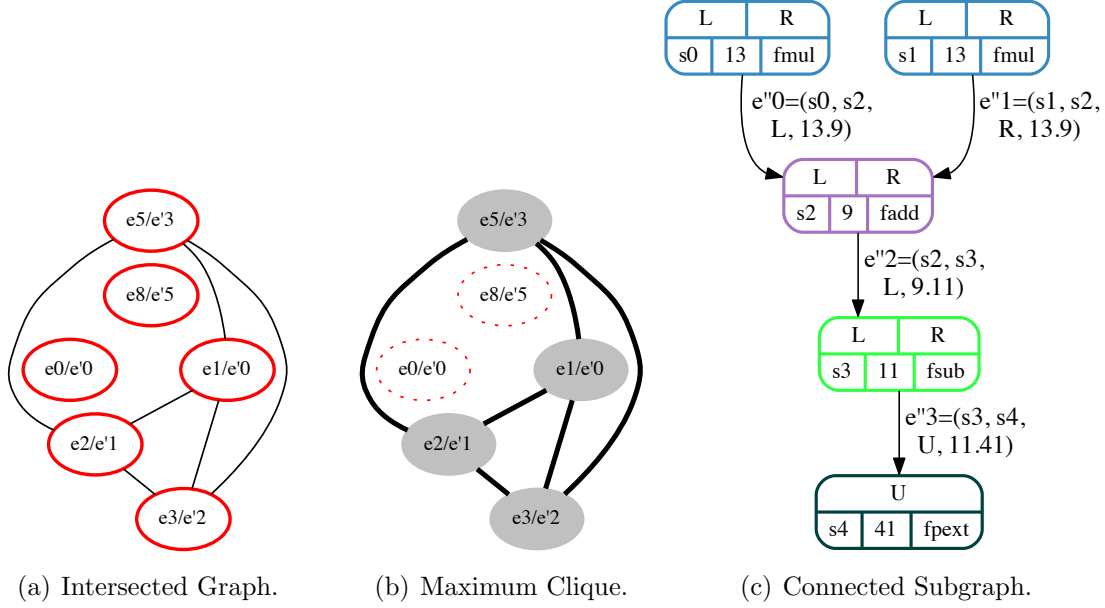 e5/e'3
e8/e'5
e0/e'0
e1/e'0
e2/e'1
e3/e'2
(a) Intersected Graph.
e5/e'3
e8/e'5
e0/e'0
e1/e'0
e2/e'1
e3/e'2
(b) Maximum Clique.
L R
s0 13 fmul
L R
s1 13 fmul
e"0=(s0, s2,
L, 13.9)
e"1=(s1, s2,
R, 13.9)
L R
s2 9 fadd
e"2=(s2, s3,
L, 9.11)
L R
s3 11 fsub
e"3=(s3, s4,
U, 11.41)
U
s4 41 fpext
(c) Connected Subgraph.